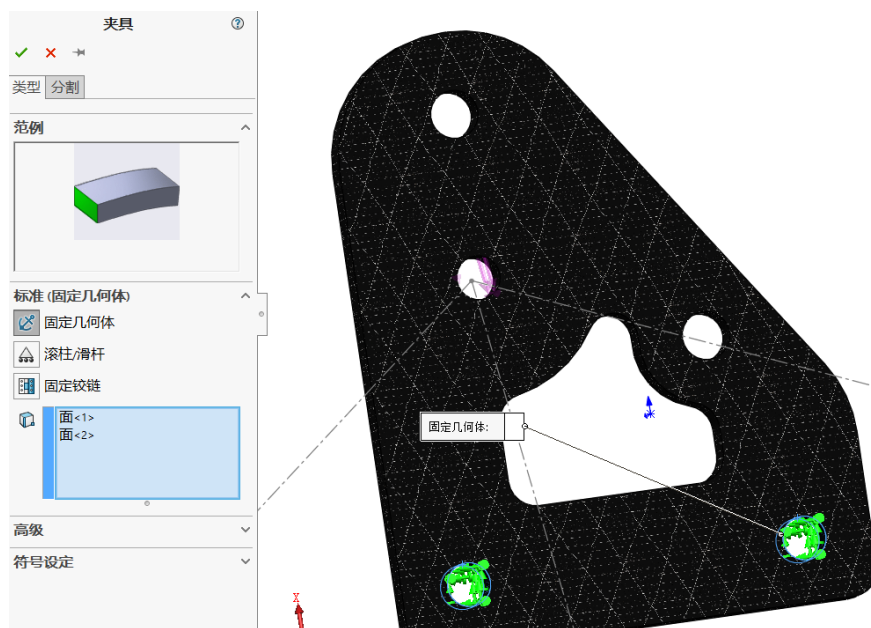 夹具
类型 分割
范例
标准 (固定几何体)
固定几何体
滚柱/滑杆
固定铰链
面<1>
面<2>
高级
符号设定
固定几何体:
X